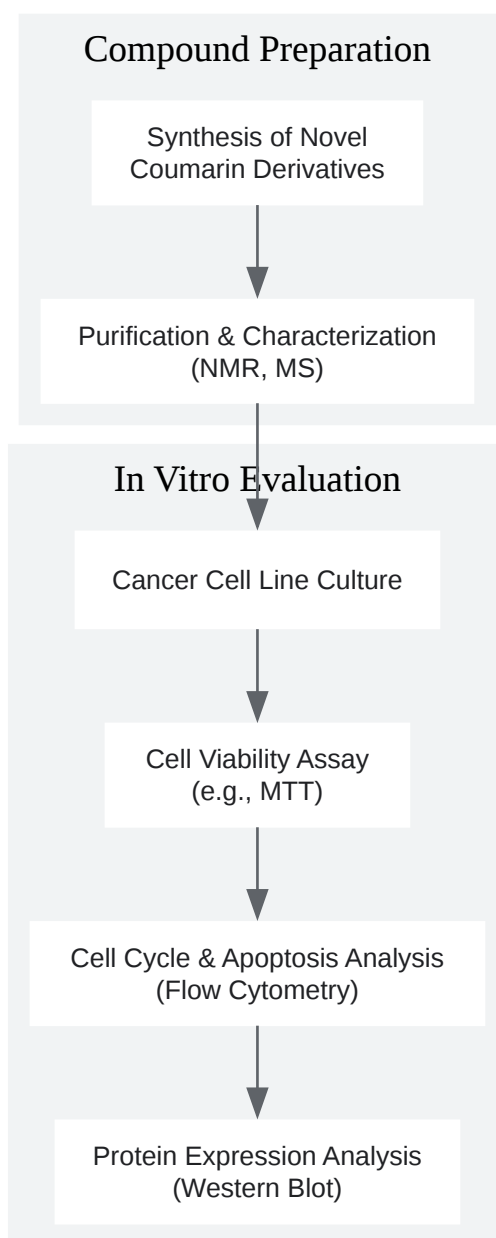 Compound Preparation
Synthesis of Novel
Coumarin Derivatives
Purification & Characterization
(NMR, MS)
In Vitro Evaluation
Cancer Cell Line Culture
Cell Viability Assay
(e.g., MTT)
Cell Cycle & Apoptosis Analysis
(Flow Cytometry)
Protein Expression Analysis
(Western Blot)